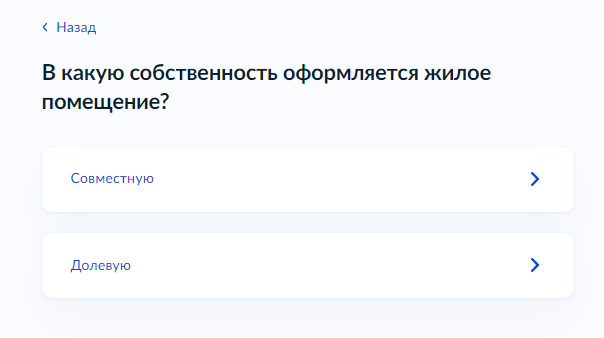 Назад
В какую собственность оформляется жилое
помещение?
Совместную
Долевую